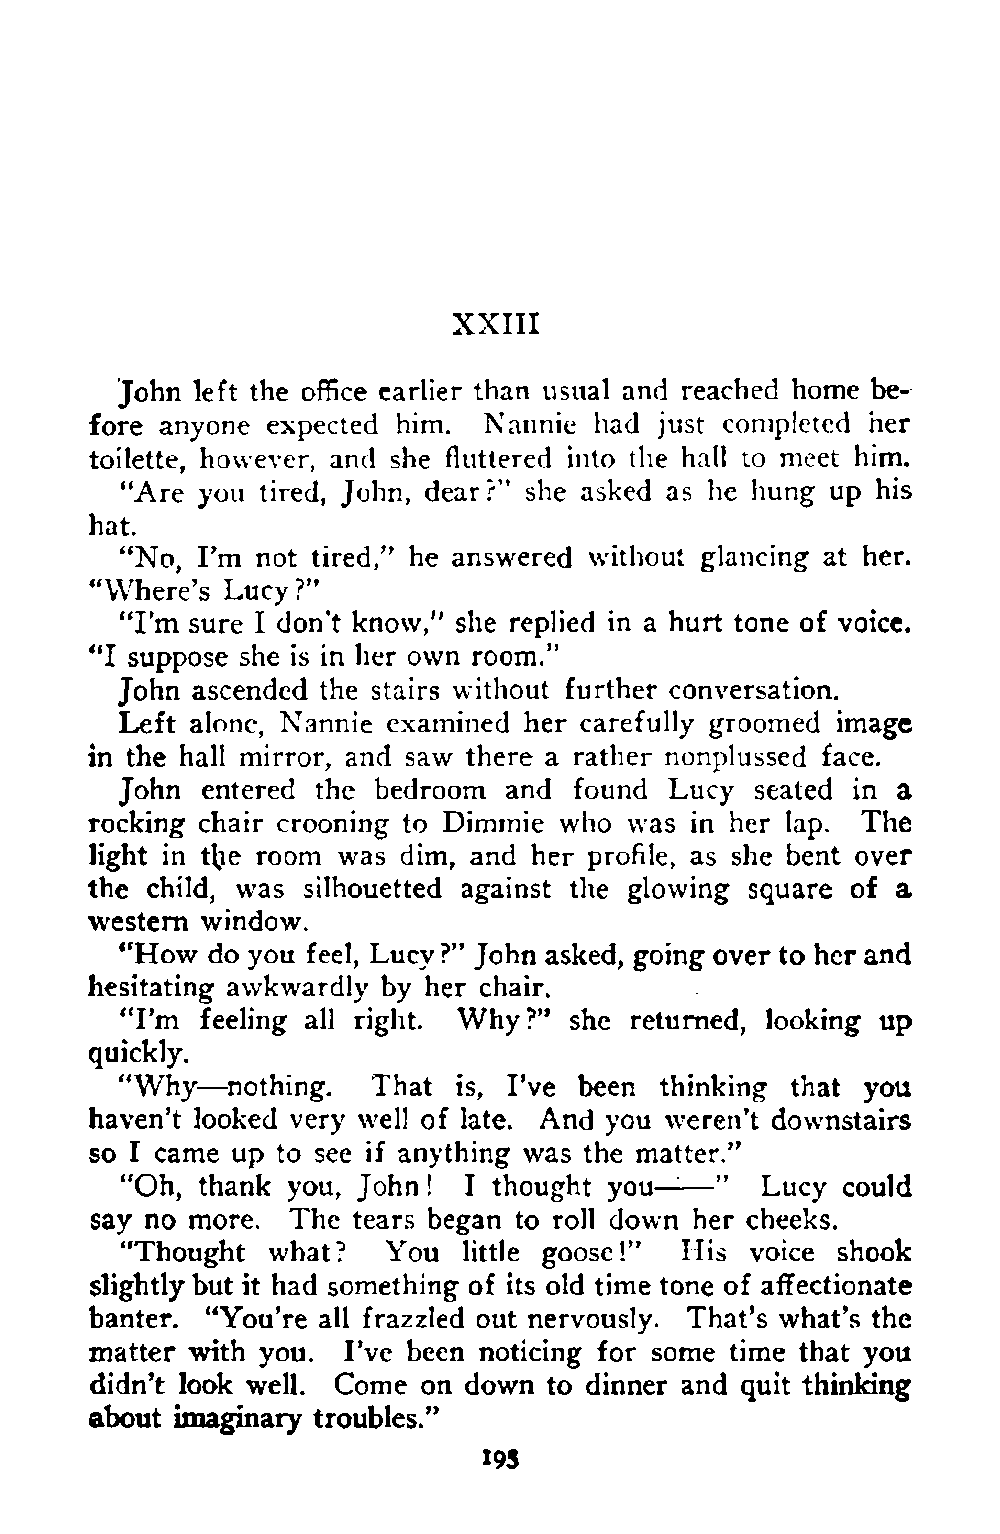 XXIII
John left the office earlier than usual and reached home be-
fore anyone expected him. Nannie had just completed her
toilette, however, and she fluttered into the hall to meet him.
"Are you tired, John, dear?" she asked as he hung up his
hat.
"No, I'm not tired," he answered without glancing at her.
"Where's Lucy?"
"I'm sure I don't know," she replied in a hurt tone of voice.
"I suppose she is in her own room."
John ascended the stairs without further conversation.
Left alone, Nannie examined her carefully groomed image
in the hall mirror, and saw there a rather nonplussed face.
John entered the bedroom and found Lucy seated in a
rocking chair crooning to Dimmie who was in her lap. The
light in the room was dim, and her profile, as she bent over
the child, was silhouetted against the glowing square of a
western window.
"How do you feel, Lucy?" John asked, going over to her and
hesitating awkwardly by her chair.
"I'm feeling all right. Why?" she returned, looking up
quickly.
"Why—nothing. That is, I've been thinking that you
haven't looked very well of late. And you weren't downstairs
so I came up to see if anything was the matter."
"Oh, thank you, John! I thought you——" Lucy could
say no more. The tears began to roll down her cheeks.
"Thought what? You little goose!" His voice shook
slightly but it had something of its old time tone of affectionate
banter. "You're all frazzled out nervously. That's what's the
matter with you. I've been noticing for some time that you
didn't look well. Come on down to dinner and quit thinking
about imaginary troubles."
195